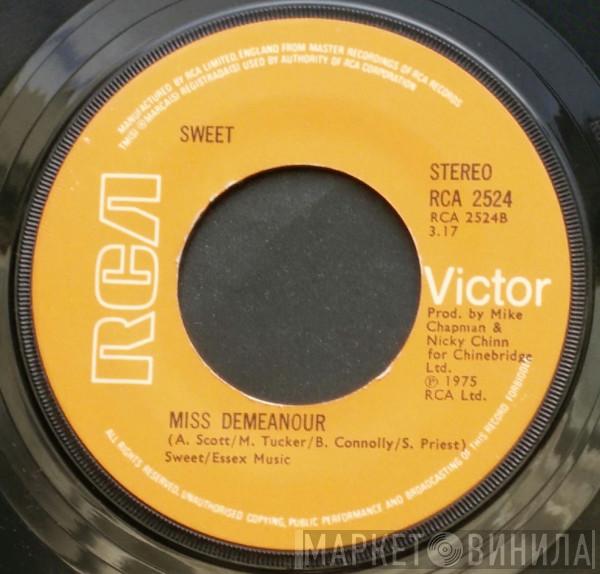 MANUFACTURED BY RCA LIMITED, ENGLAND FROM MASTER RECORDINGS OF RCA RECORDS
TM(S) ® MARCA(S) REGISTRADA(S) USED BY AUTHORITY OF RCA CORPORATION
SWEET
RCA
STEREO
RCA 2524
RCA 2524B
3.17
Victor
Prod. by Mike
Chapman &
Nicky Chinn
for Chinebridge
Ltd.
℗ 1975
RCA Ltd.
MISS DEMEANOUR
(A. Scott/M. Tucker/B. Connolly/S. Priest)
Sweet/Essex Music
ALL RIGHTS RESERVED, UNAUTHORISED COPYING, PUBLIC PERFORMANCE AND BROADCASTING OF THIS RECORD FORBIDDEN
МАРКЕТ ВИНИЛА